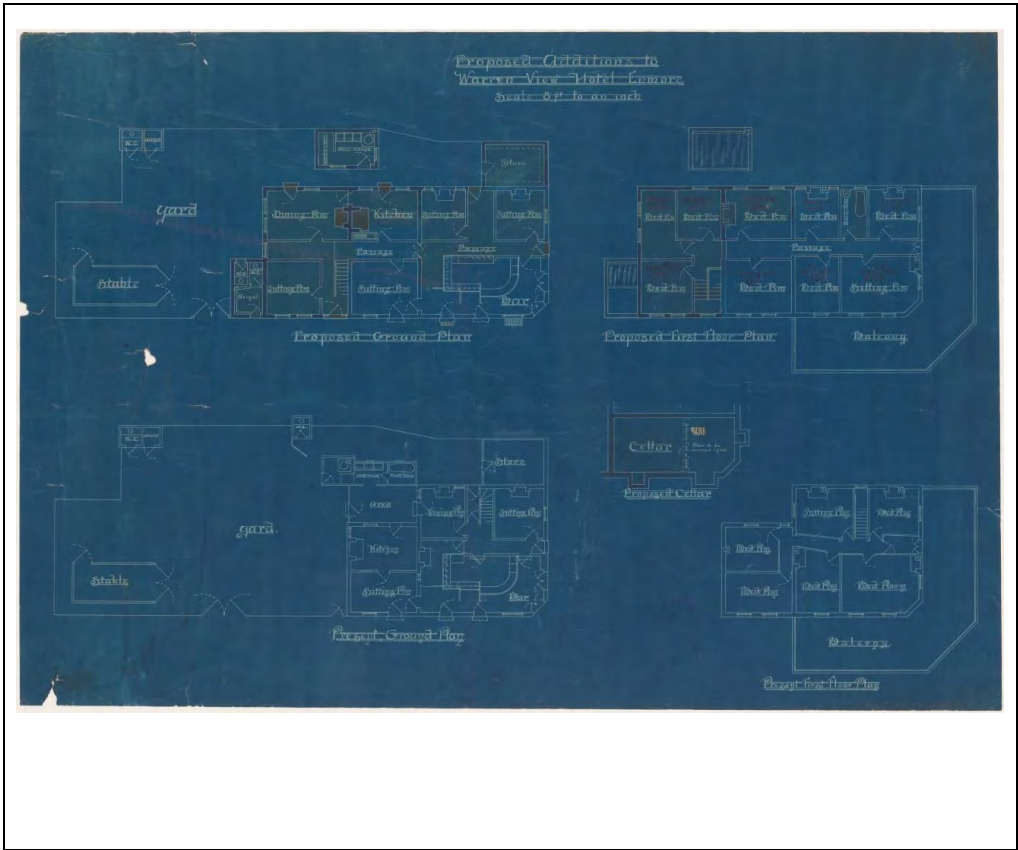 Proposed Additions to
Warren View Hotel Enmore
Scale 8ft to an inch
W.C.
Store
yard
Dining Rm
Kitchen
Sitting Rm
Sitting Rm
Passage
Passage
Stable
Sitting Rm
Sitting Rm
Bar
Proposed Ground Plan
Bed Rm
Bed Rm
Bed Rm
Bed Rm
Bed Rm
Passage
Bed Rm
Bed Rm
Bed Rm
Sitting Rm
Balcony
Proposed First Floor Plan
W.C.
Store
area
Dining Rm
Sitting Rm
yard
Kitchen
Stable
Sitting Rm
Bar
Present Ground Plan
Cellar
Proposed Cellar
Sitting Rm
Bed Rm
Bed Rm
Bed Rm
Bed Rm
Bed Room
Balcony
Present First Floor Plan